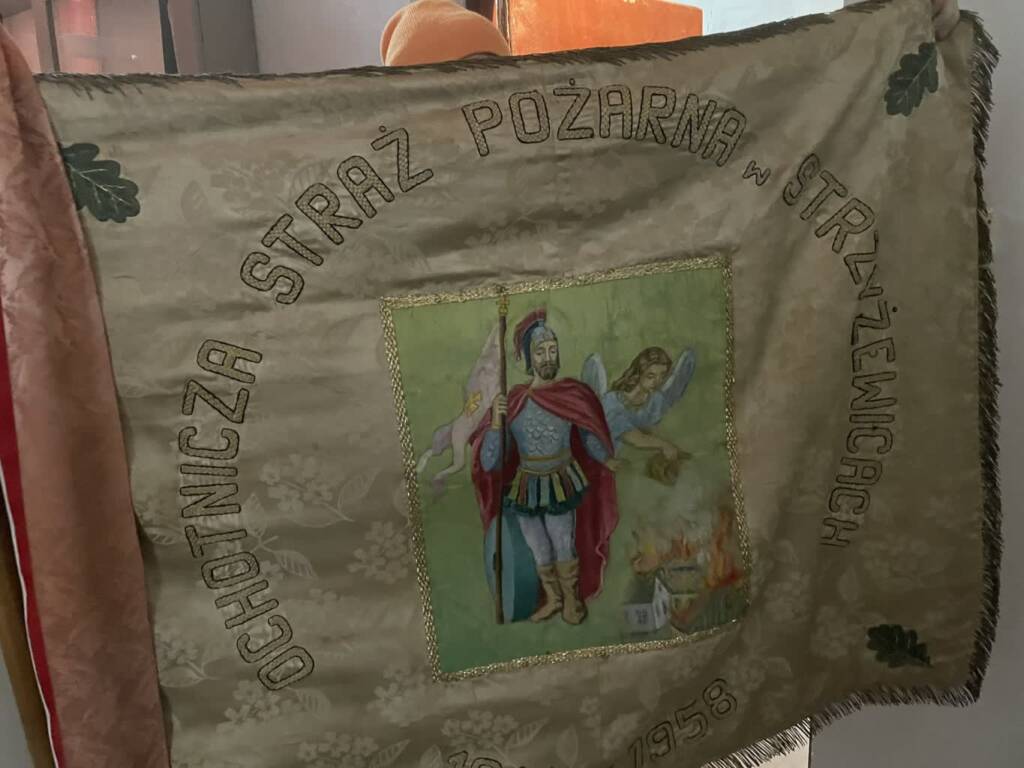 OCHOTNICZA STRAŻ POŻARNA w STRZYŻEWICACH
1958